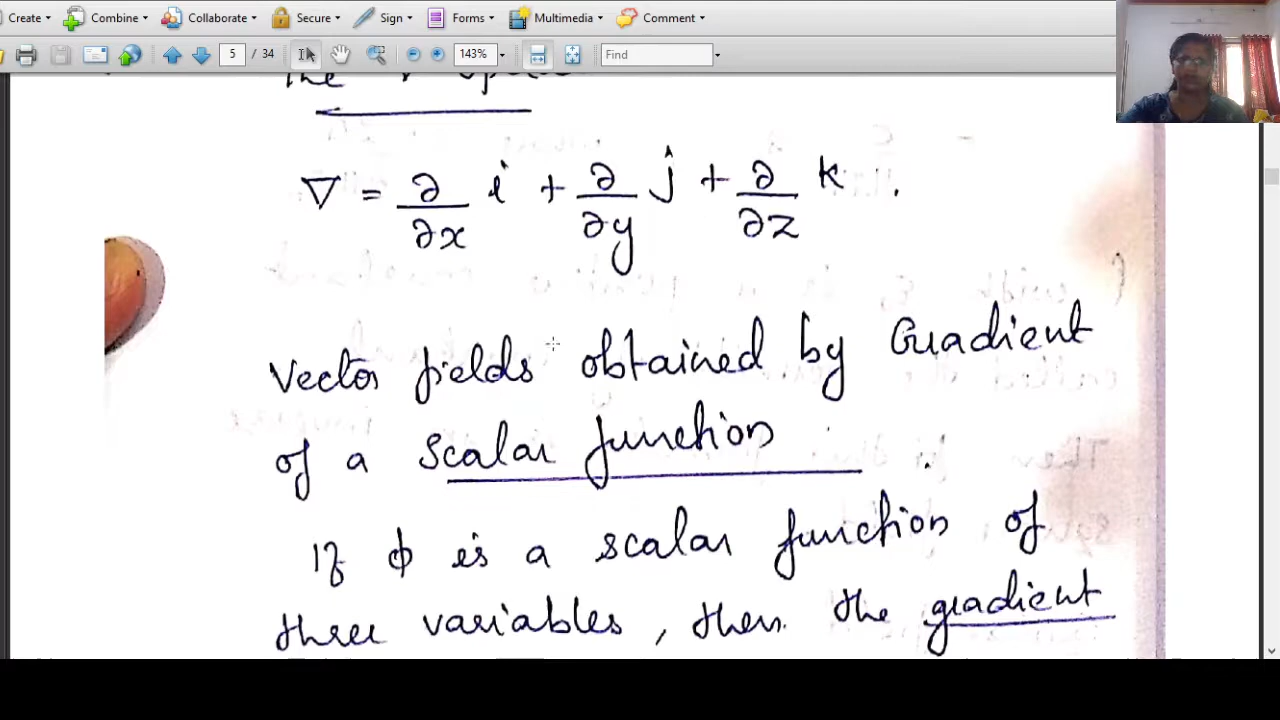 Create Combine Collaborate Secure Sign Forms Multimedia Comment
5 / 34 143% Find
The ∇
∇ = ∂/∂x i + ∂/∂y j + ∂/∂z k .
Vector fields obtained by Gradient
of a scalar function .
If ϕ is a scalar function of
three variables, then the gradient